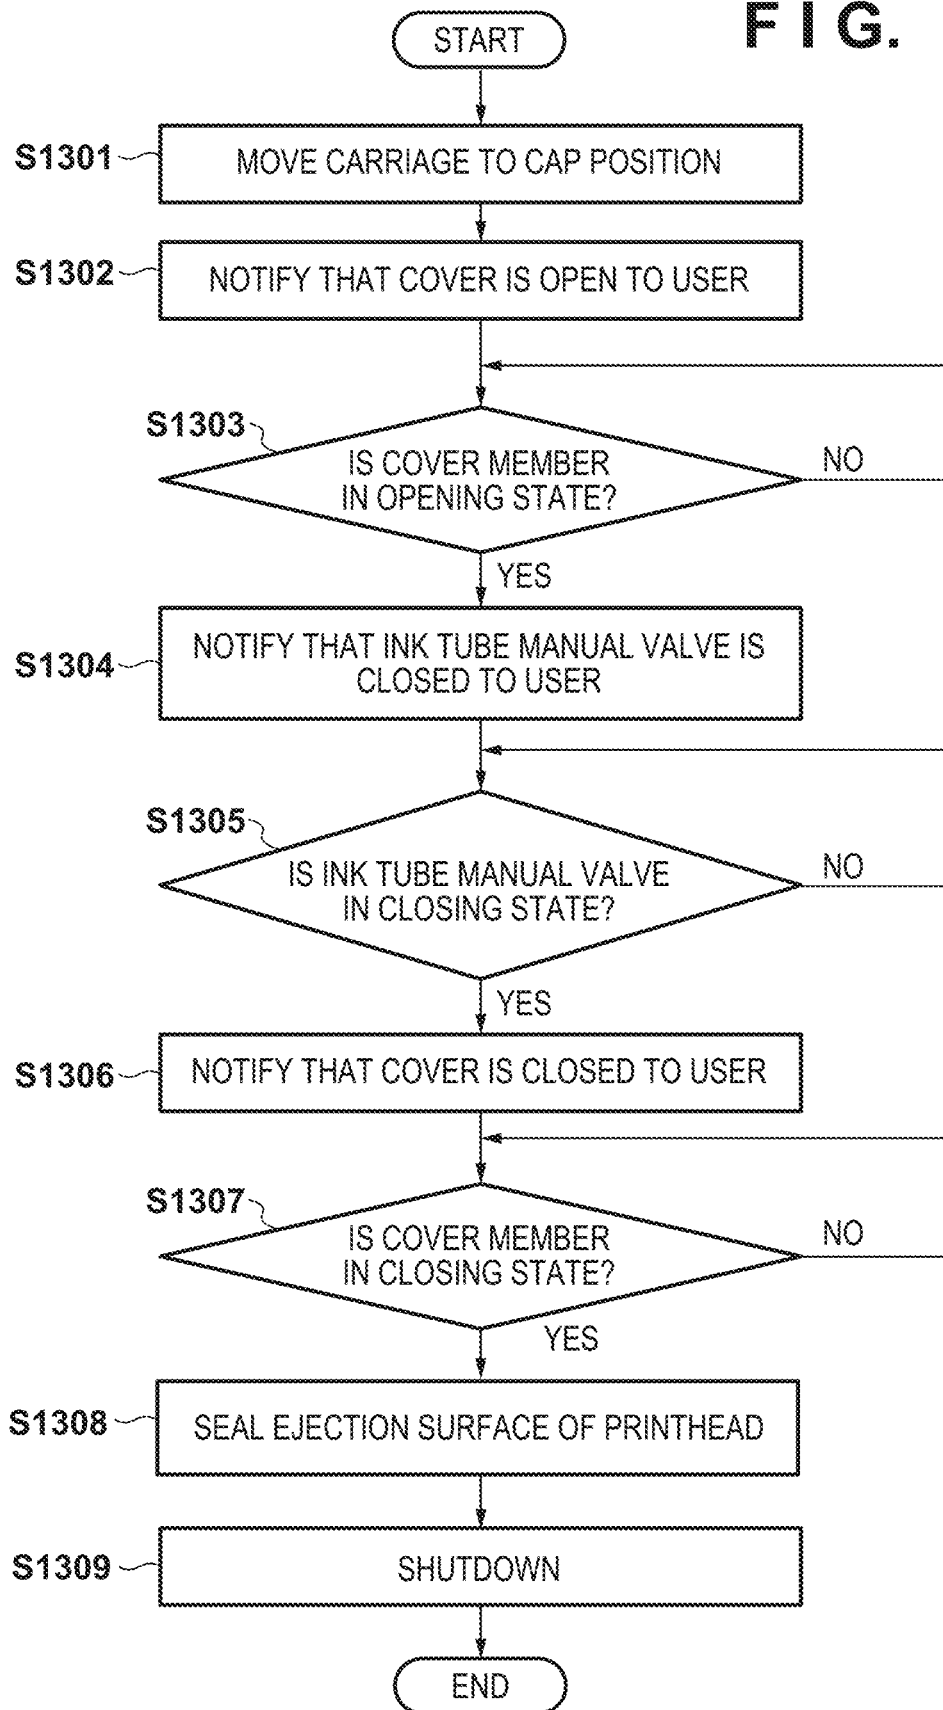 FIG.
START
S1301
MOVE CARRIAGE TO CAP POSITION
S1302
NOTIFY THAT COVER IS OPEN TO USER
S1303
IS COVER MEMBER
IN OPENING STATE?
NO
YES
S1304
NOTIFY THAT INK TUBE MANUAL VALVE IS
CLOSED TO USER
S1305
IS INK TUBE MANUAL VALVE
IN CLOSING STATE?
NO
YES
S1306
NOTIFY THAT COVER IS CLOSED TO USER
S1307
IS COVER MEMBER
IN CLOSING STATE?
NO
YES
S1308
SEAL EJECTION SURFACE OF PRINTHEAD
S1309
SHUTDOWN
END